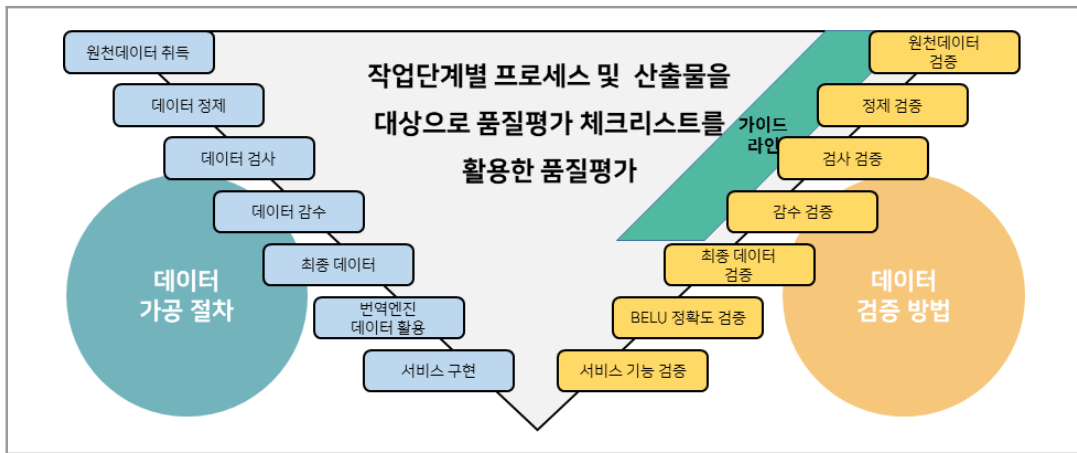 원천데이터 취득
데이터 정제
데이터 검사
데이터 감수
최종 데이터
번역엔진
데이터 활용
서비스 구현
데이터
가공 절차
작업단계별 프로세스 및 산출물을
대상으로 품질평가 체크리스트를
활용한 품질평가
가이드
라인
원천데이터
검증
정제 검증
검사 검증
감수 검증
최종 데이터
검증
BELU 정확도 검증
서비스 기능 검증
데이터
검증 방법